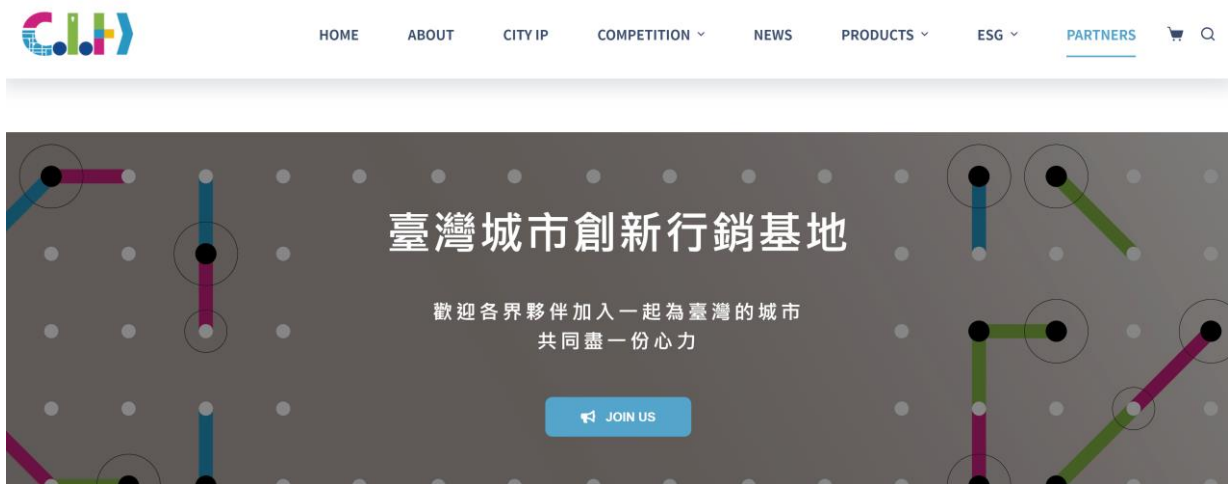 HOME
ABOUT
CITY IP
COMPETITION
NEWS
PRODUCTS
ESG
PARTNERS
臺灣城市創新行銷基地
歡迎各界夥伴加入一起為臺灣的城市
共同盡一份心力
JOIN US